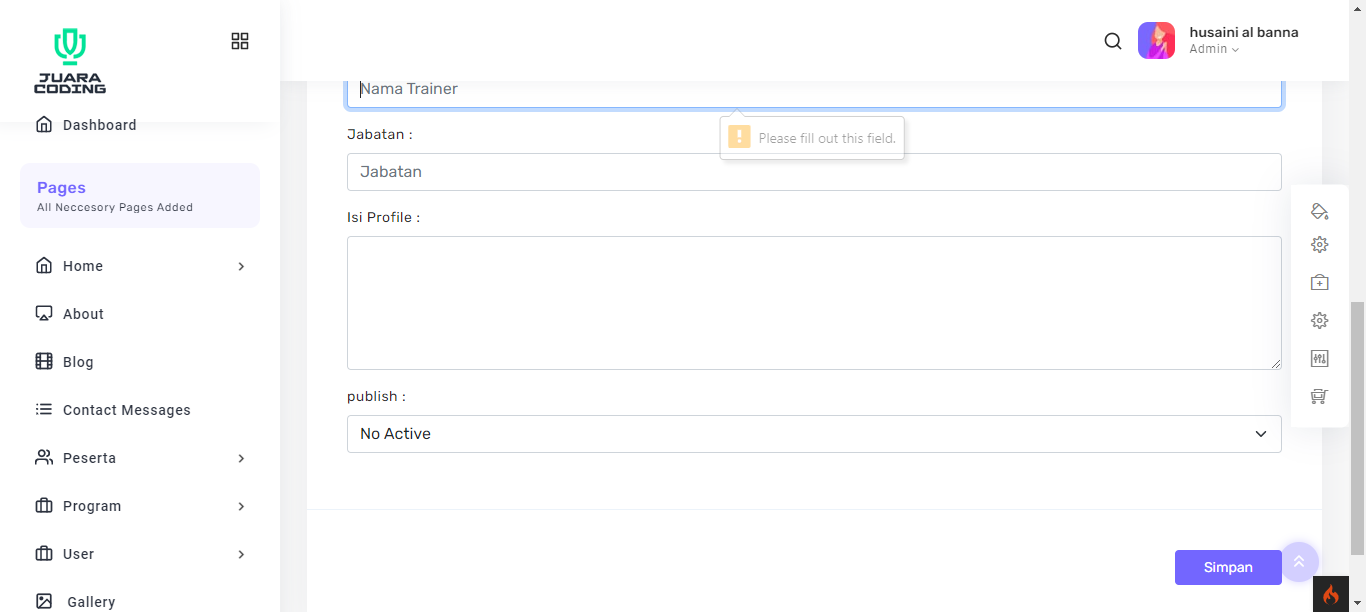 JUARA
CODING
husaini al banna
Admin
Dashboard
Pages
All Neccesory Pages Added
Home
About
Blog
Contact Messages
Peserta
Program
User
Gallery
Nama Trainer
Please fill out this field.
Jabatan :
Jabatan
Isi Profile :
publish :
No Active
Simpan